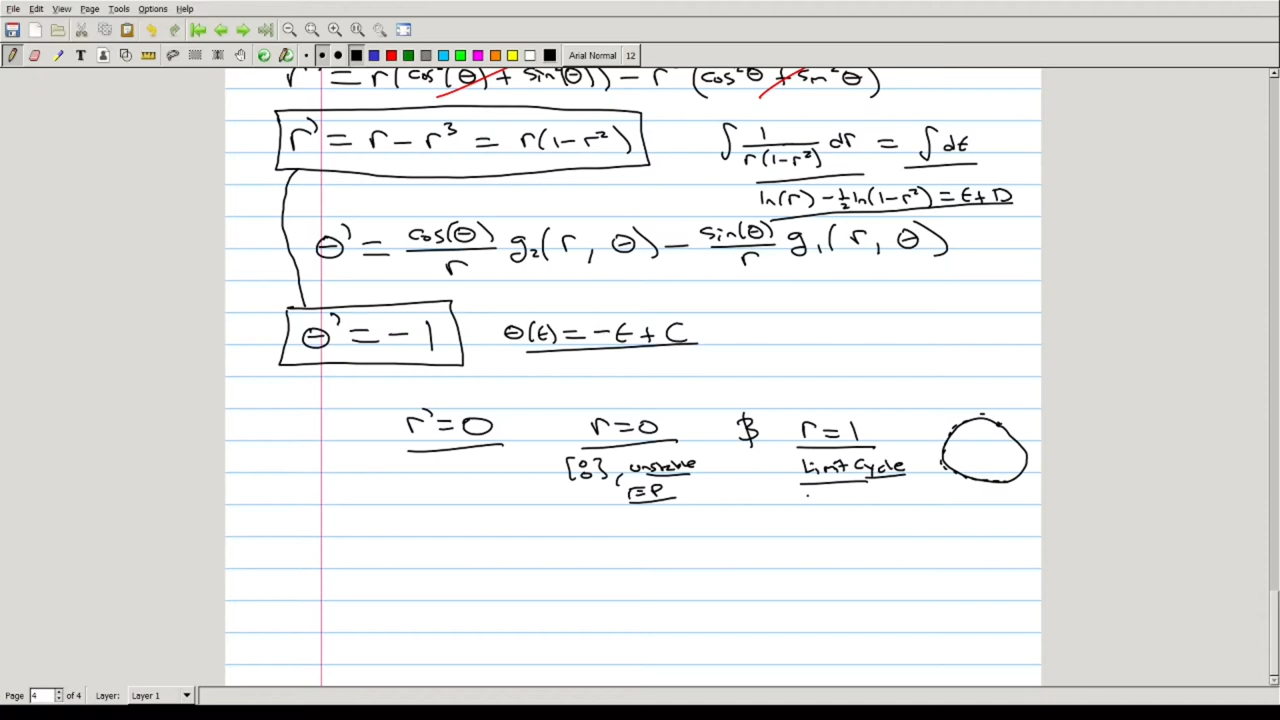 File Edit View Page Tools Options Help
Arial Normal 12
r' = r(cos²(θ) + sin²(θ)) − r³(cos²θ + sin²θ)
r' = r − r³ = r(1−r²)
∫ 1/(r(1−r²)) dr = ∫ dt
ln(r) − ½ ln(1−r²) = t + D
θ' = cos(θ)/r g₂(r, θ) − sin(θ)/r g₁(r, θ)
θ' = −1 θ(t) = −t + C
r' = 0 r = 0 & r = 1
[0 0], unstable Limit Cycle
Page 4 of 4 Layer: Layer 1